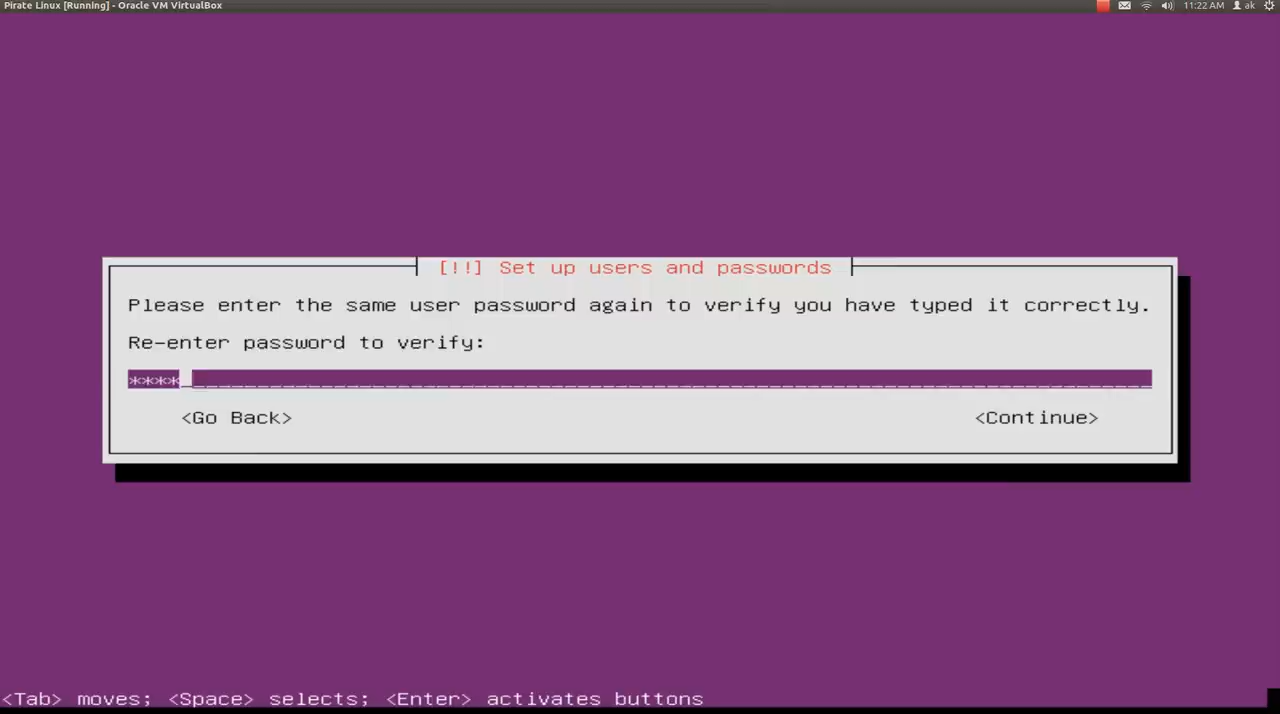 Pirate Linux [Running] - Oracle VM VirtualBox
11:22 AM
ak
[!!] Set up users and passwords
Please enter the same user password again to verify you have typed it correctly.
Re-enter password to verify:
****
<Go Back>
<Continue>
<Tab> moves; <Space> selects; <Enter> activates buttons